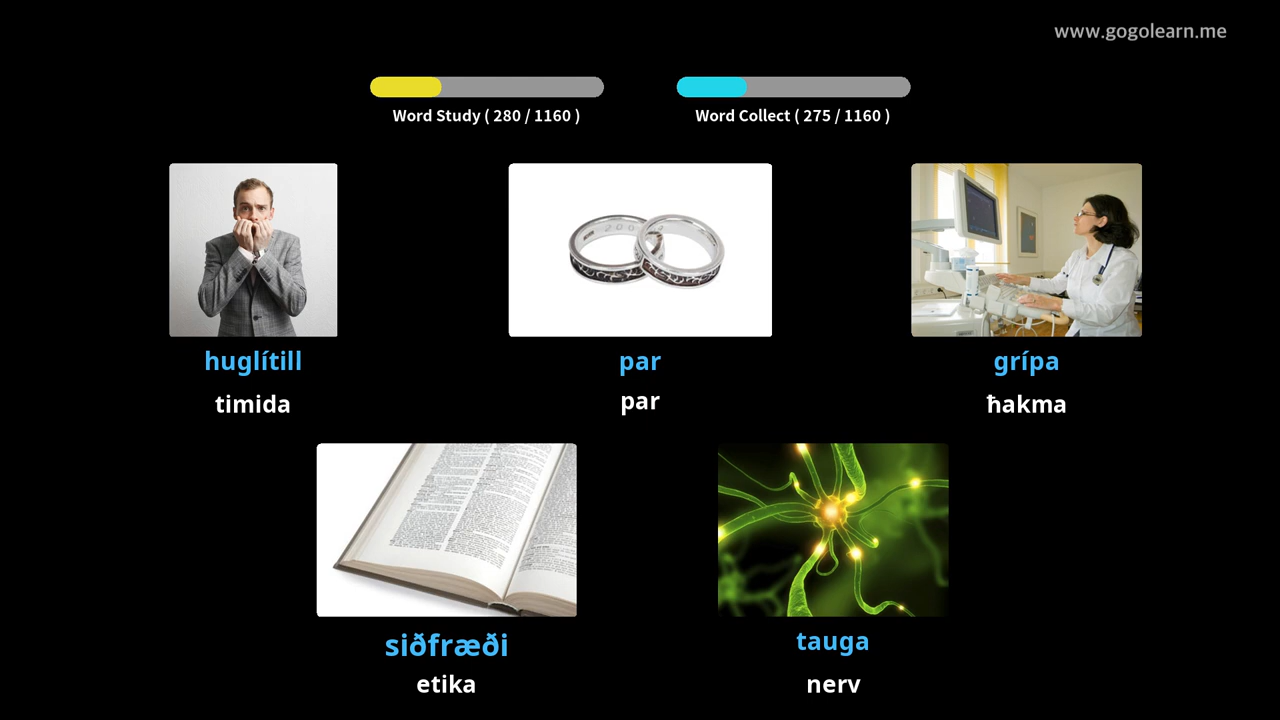 www.gogolearn.me
Word Study ( 280 / 1160 )
Word Collect ( 275 / 1160 )
huglítill
par
grípa
timida
par
ħakma
siðfræði
tauga
etika
nerv